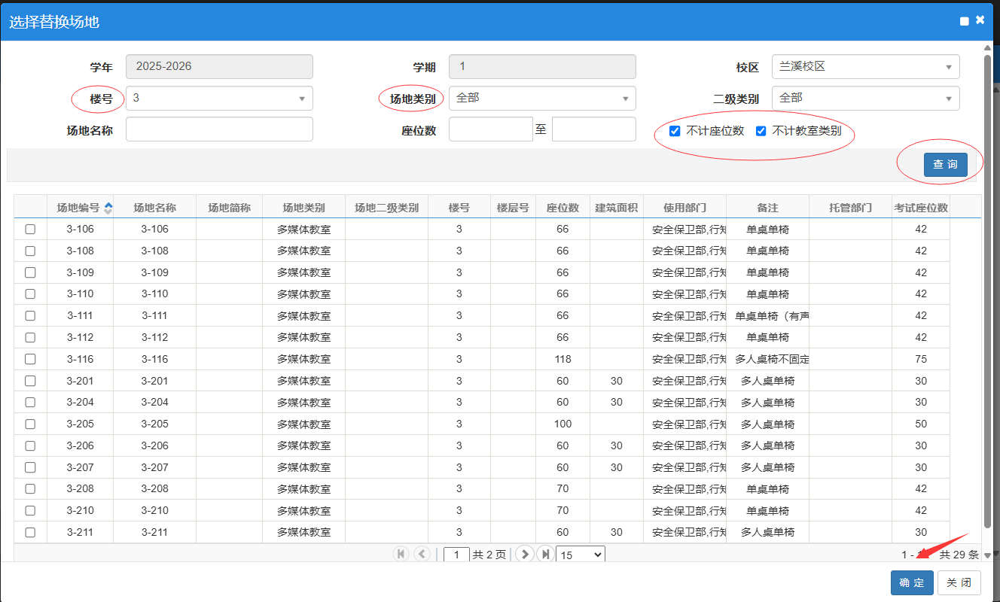 选择替换场地
学年 2025-2026 学期 1 校区 兰溪校区
楼号 3 场地类别 全部 二级类别 全部
场地名称 座位数 至 不计座位数 不计教室类别
查 询
场地编号 场地名称 场地简称 场地类别 场地二级类别 楼号 楼层号 座位数 建筑面积 使用部门 备注 托管部门 考试座位数
3-106 3-106 多媒体教室 3 66 安全保卫部,行知 单桌单椅 42
3-108 3-108 多媒体教室 3 66 安全保卫部,行知 单桌单椅 42
3-109 3-109 多媒体教室 3 66 安全保卫部,行知 单桌单椅 42
3-110 3-110 多媒体教室 3 66 安全保卫部,行知 单桌单椅 42
3-111 3-111 多媒体教室 3 66 安全保卫部,行知 单桌单椅（有声 42
3-112 3-112 多媒体教室 3 66 安全保卫部,行知 单桌单椅 42
3-116 3-116 多媒体教室 3 118 安全保卫部,行知 多人桌椅不固定 75
3-201 3-201 多媒体教室 3 60 30 安全保卫部,行知 多人桌单椅 30
3-204 3-204 多媒体教室 3 60 30 安全保卫部,行知 多人桌单椅 30
3-205 3-205 多媒体教室 3 100 安全保卫部,行知 多人桌单椅 50
3-206 3-206 多媒体教室 3 60 30 安全保卫部,行知 多人桌单椅 30
3-207 3-207 多媒体教室 3 60 30 安全保卫部,行知 多人桌单椅 30
3-208 3-208 多媒体教室 3 70 安全保卫部,行知 单桌单椅 42
3-210 3-210 多媒体教室 3 70 安全保卫部,行知 单桌单椅 42
3-211 3-211 多媒体教室 3 60 30 安全保卫部,行知 多人桌单椅 30
1 共 2 页 15 1 - 共 29 条
确 定 关 闭